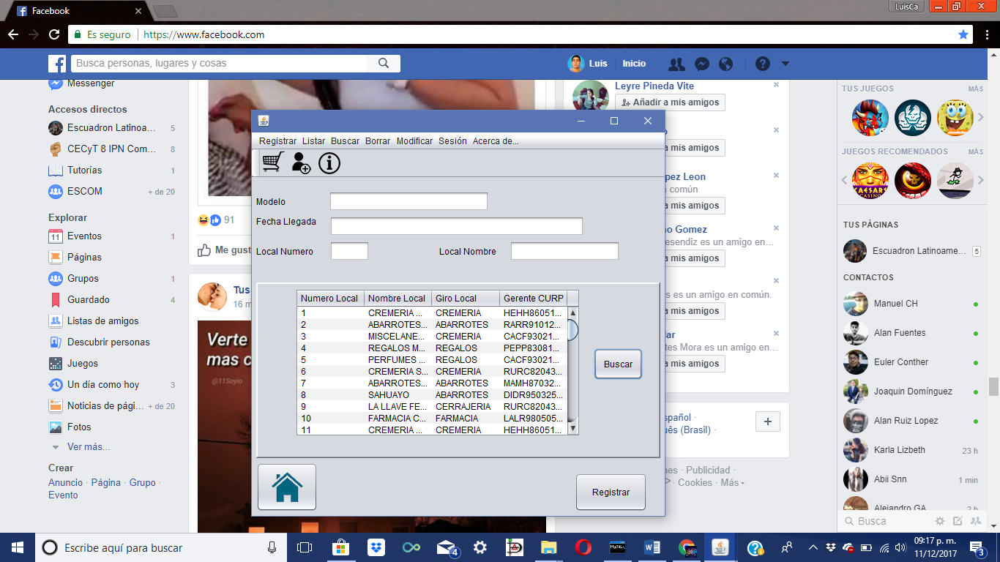 Facebook
LuisCa
Es seguro
https://www.facebook.com
Busca personas, lugares y cosas
Luis
Inicio
Messenger
Accesos directos
Escuadron Latinoa... 5
CECyT 8 IPN Com... 8
Tutorías 1
ESCOM + de 20
Explorar
Eventos 1
11
Páginas
Grupos 1
Guardado 4
Listas de amigos
Descubrir personas
Juegos
Un día como hoy 3
Noticias de pági... + de 20
Fotos
Ver más...
Crear
Anuncio · Página · Grupo ·
Evento
91
Me gust
Tus
16 m
Verte
mas c
@11Soyio
Registrar Listar Buscar Borrar Modificar Sesión Acerca de...
Modelo
Fecha Llegada
Local Numero
Local Nombre
Numero Local Nombre Local Giro Local Gerente CURP
1 CREMERIA ... CREMERIA HEHH86051...
2 ABARROTES... ABARROTES RARR91012...
3 MISCELANE... CREMERIA CACF93021...
4 REGALOS M... REGALOS PEPP83081...
5 PERFUMES ... REGALOS CACF93021...
6 CREMERIA S... CREMERIA RURC82043...
7 ABARROTES... ABARROTES MAMH87032...
8 SAHUAYO ABARROTES DIDR950325...
9 LA LLAVE FE... CERRAJERIA RURC82043...
10 FARMACIA C... FARMACIA LALR980505...
11 CREMERIA ... CREMERIA HEHH86051...
Buscar
Registrar
Leyre Pineda Vite
Añadir a mis amigos
o
a mis amigos
pez Leon
n común
a mis amigos
no Gomez
esendiz es un amigo en...
a mis amigos
s es un amigo en común.
a mis amigos
lar
tes Mora es un amigo en...
a mis amigos
spañol ·
uês (Brasil) ·
nes · Publicidad ·
> · Cookies · Más
TUS JUEGOS MÁS
JUEGOS RECOMENDADOS MÁS
CAESARS
CASINO
TUS PÁGINAS
Escuadron Latinoame... 5
CONTACTOS
Manuel CH
Alan Fuentes
Euler Conther
Joaquin Domínguez
Alan Ruiz Lopez
Karla Lizbeth 23 h
Abii Snn 1 min
Alejandro GA 2 h
Busca
Escribe aquí para buscar
4
09:17 p. m.
11/12/2017
3